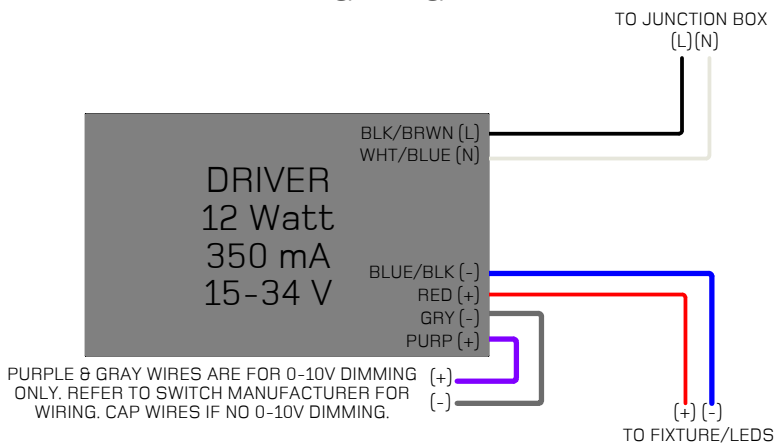 TO JUNCTION BOX
(L)(N)
BLK/BRWN (L)
WHT/BLUE (N)
DRIVER
12 Watt
350 mA
15-34 V
BLUE/BLK (-)
RED (+)
GRY (-)
PURP (+)
PURPLE & GRAY WIRES ARE FOR 0-10V DIMMING
ONLY. REFER TO SWITCH MANUFACTURER FOR
WIRING. CAP WIRES IF NO 0-10V DIMMING.
(+)
(-)
(+) (-)
TO FIXTURE/LEDS